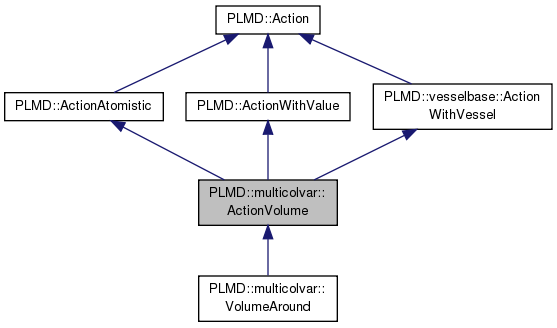 PLMD::Action
PLMD::ActionAtomistic
PLMD::ActionWithValue
PLMD::vesselbase::Action
WithVessel
PLMD::multicolvar::
ActionVolume
PLMD::multicolvar::
VolumeAround